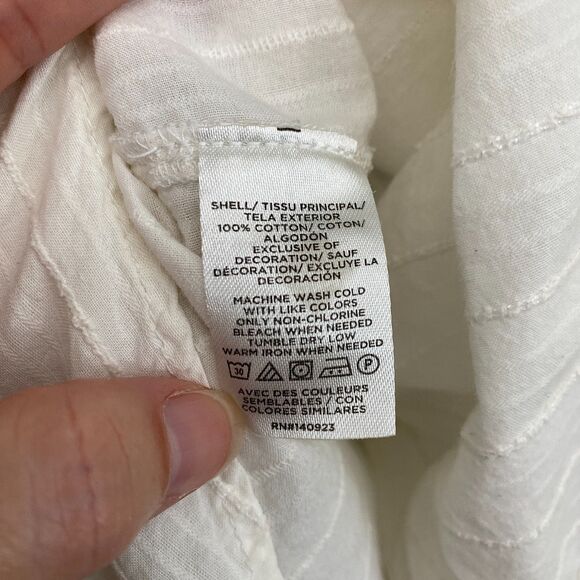 SHELL/ TISSU PRINCIPAL/
TELA EXTERIOR
100% COTTON/ COTON/
ALGODÓN
EXCLUSIVE OF
DECORATION/ SAUF
DÉCORATION/ EXCLUYE LA
DECORACIÓN
MACHINE WASH COLD
WITH LIKE COLORS
ONLY NON-CHLORINE
BLEACH WHEN NEEDED
TUMBLE DRY LOW
WARM IRON WHEN NEEDED
30 P
AVEC DES COULEURS
SEMBLABLES / CON
COLORES SIMILARES
RN#140923